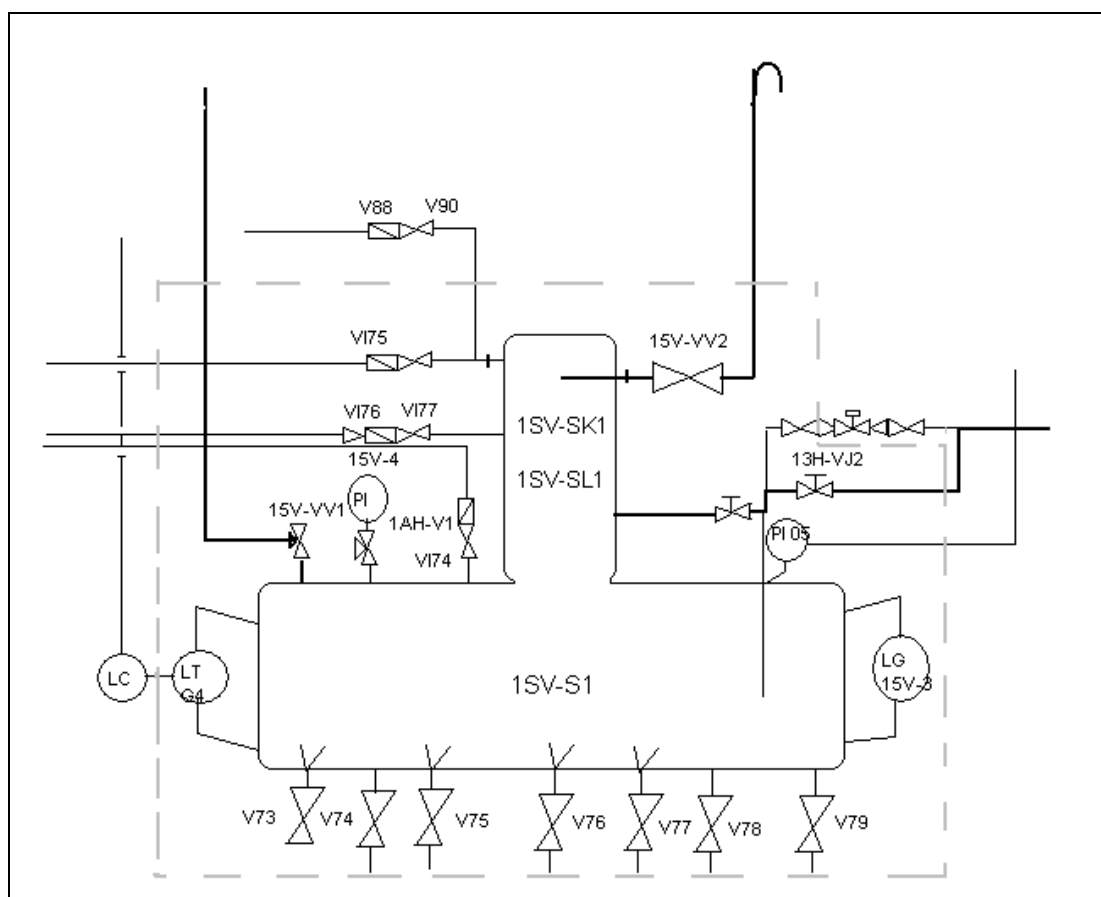 V88 V90
VI75
15V-VV2
VI76 VI77
1SV-SK1
15V-4
13H-VJ2
1SV-SL1
15V-VV1
PI
1AH-V1
PI 05
VI74
LC
LT
G4
1SV-S1
LG
15V-3
V73 V74 V75 V76 V77 V78 V79